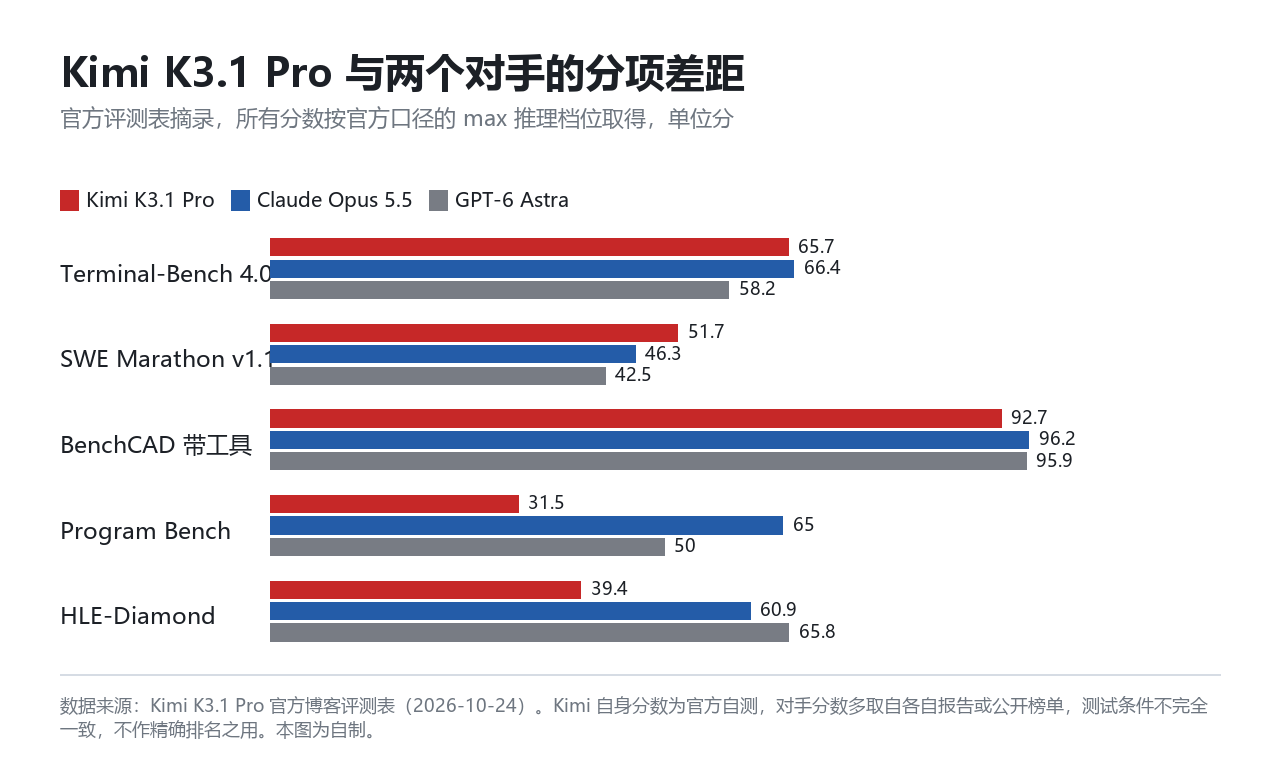 Kimi K3.1 Pro 与两个对手的分项差距
官方评测表摘录，所有分数按官方口径的 max 推理档位取得，单位分
Kimi K3.1 Pro
Claude Opus 5.5
GPT-6 Astra
Terminal-Bench 4.0
65.7
66.4
58.2
SWE Marathon v1.1
51.7
46.3
42.5
BenchCAD 带工具
92.7
96.2
95.9
Program Bench
31.5
65
50
HLE-Diamond
39.4
60.9
65.8
数据来源：Kimi K3.1 Pro 官方博客评测表（2026-10-24）。Kimi 自身分数为官方自测，对手分数多取自各自报告或公开榜单，测试条件不完全
一致，不作精确排名之用。本图为自制。